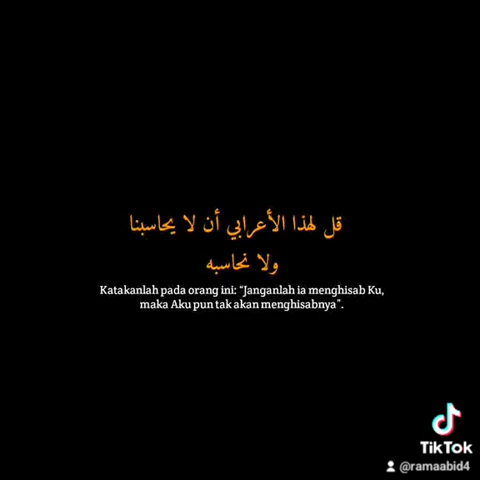 قل لهذا الأعرابي أن لا يحاسبنا
ولا نحاسبه
Katakanlah pada orang ini: "Janganlah ia menghisab Ku,
maka Aku pun tak akan menghisabnya".
TikTok
@ramaabid4